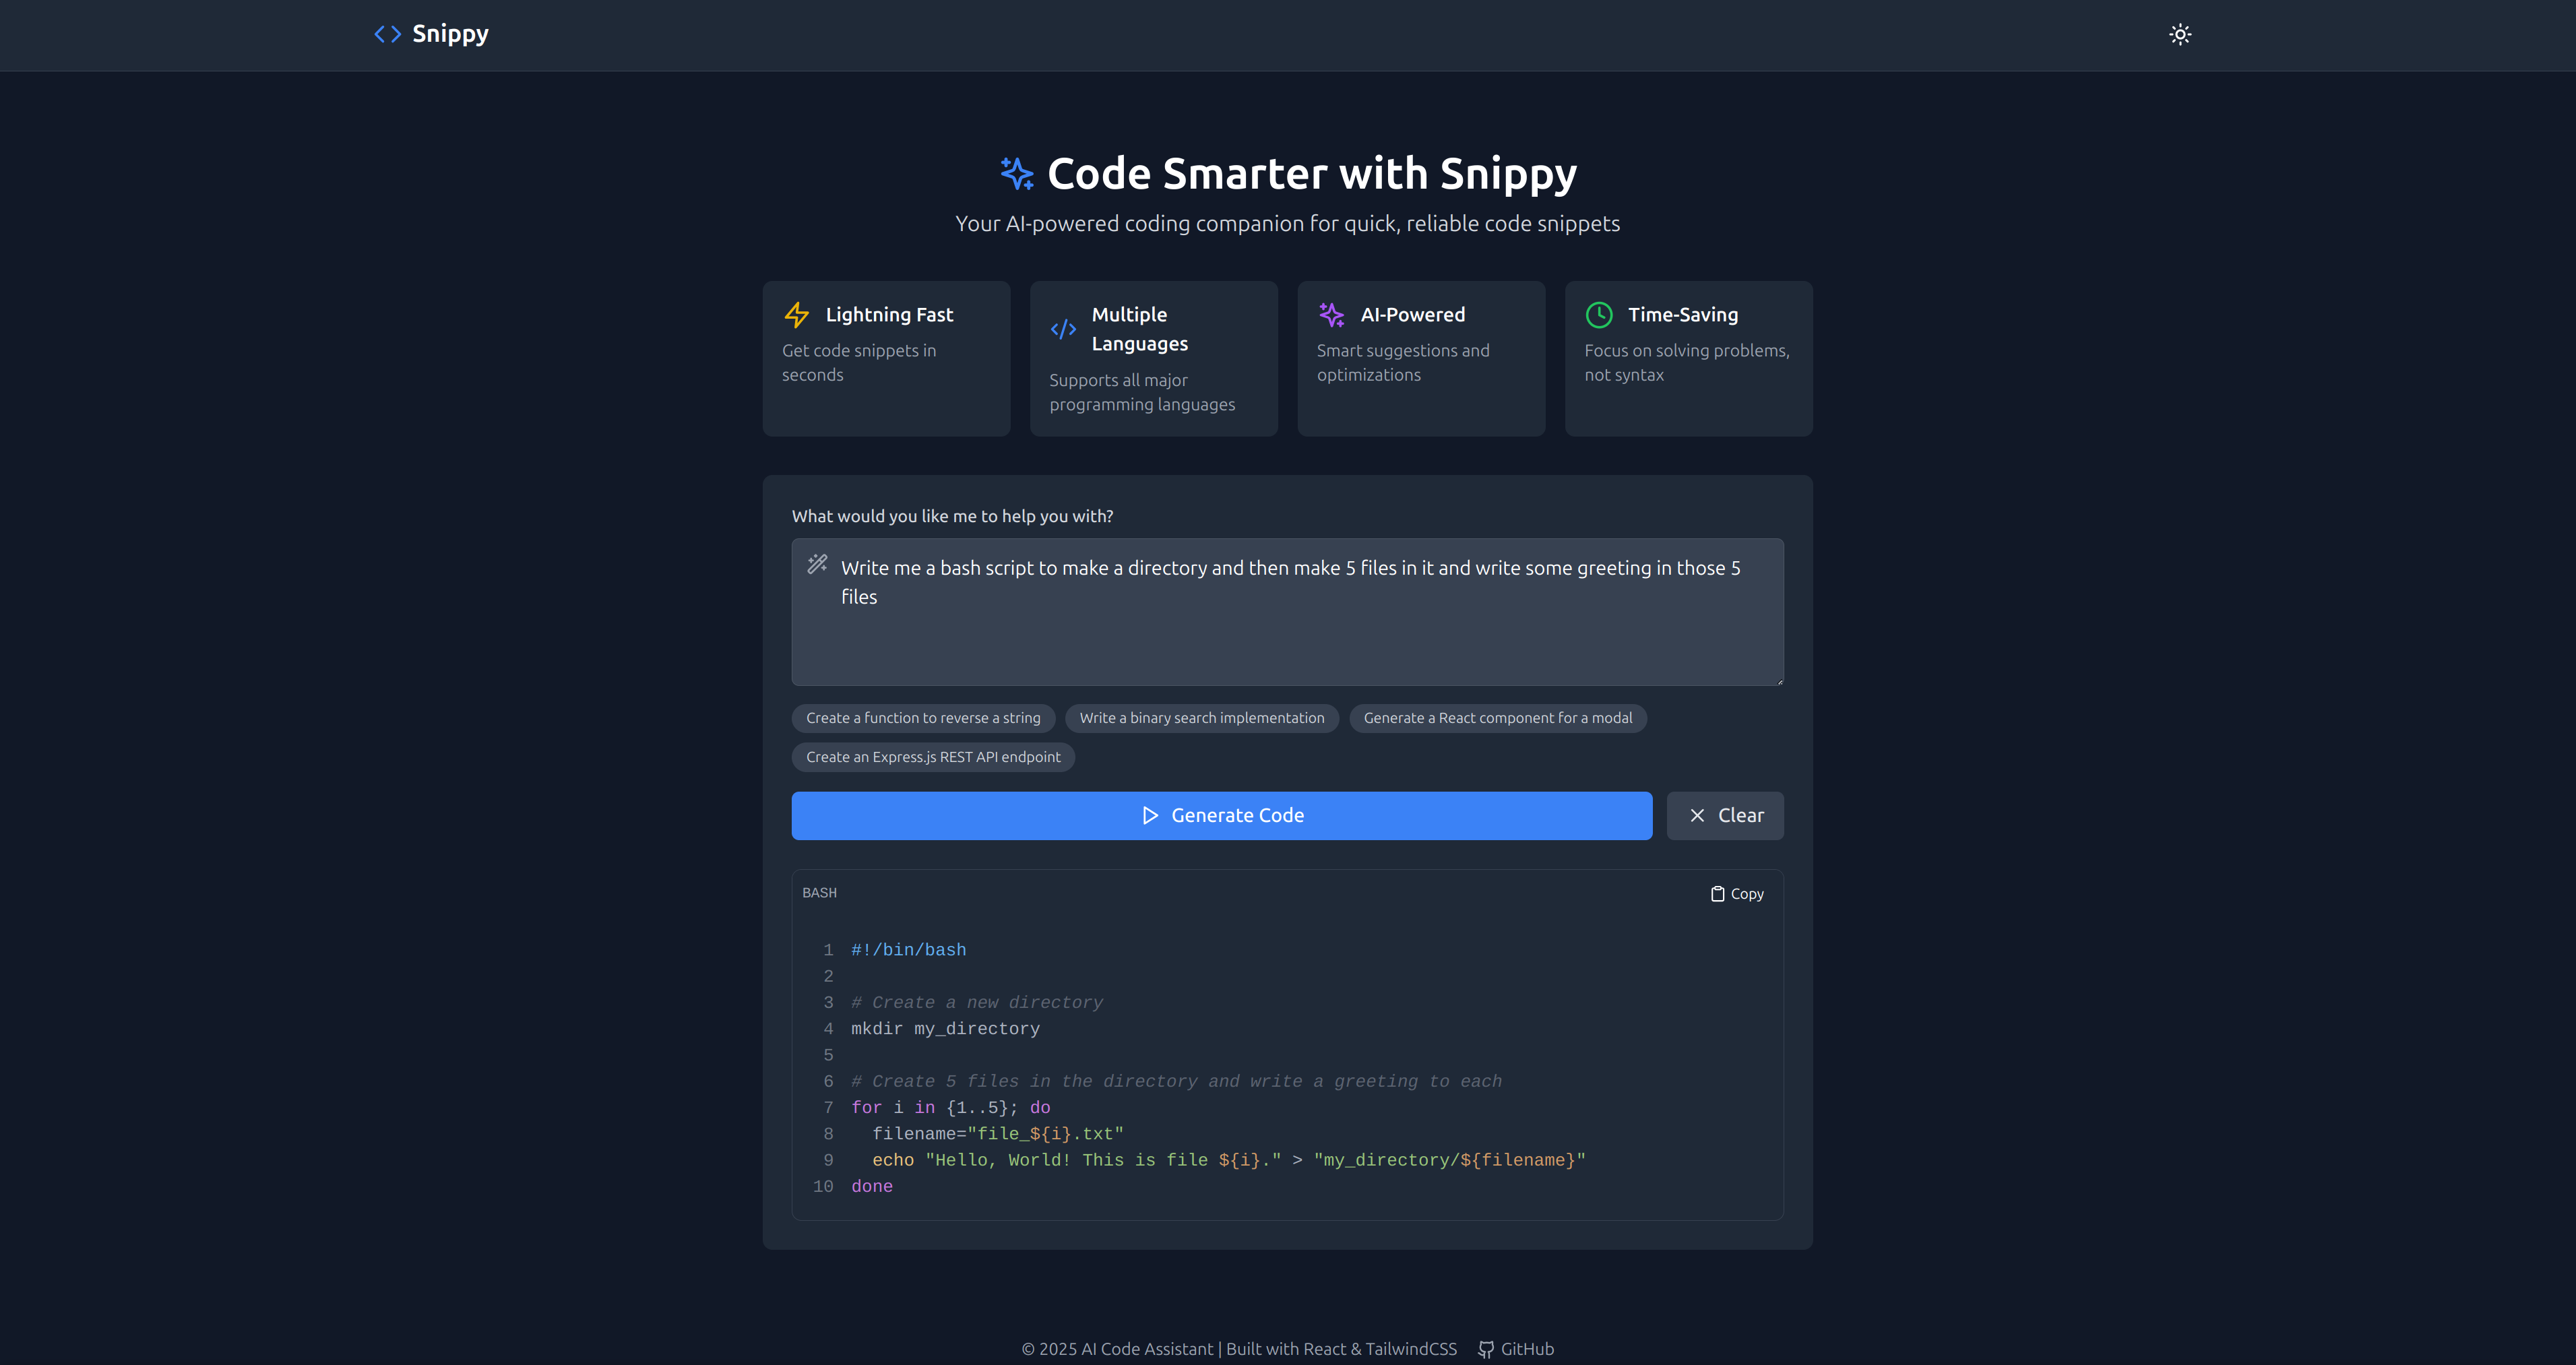 Snippy
Code Smarter with Snippy
Your AI-powered coding companion for quick, reliable code snippets
Lightning Fast
Get code snippets in
seconds
Multiple
Languages
Supports all major
programming languages
AI-Powered
Smart suggestions and
optimizations
Time-Saving
Focus on solving problems,
not syntax
What would you like me to help you with?
Write me a bash script to make a directory and then make 5 files in it and write some greeting in those 5
files
Create a function to reverse a string
Write a binary search implementation
Generate a React component for a modal
Create an Express.js REST API endpoint
Generate Code
Clear
BASH
Copy
1 #!/bin/bash
2
3 # Create a new directory
4 mkdir my_directory
5
6 # Create 5 files in the directory and write a greeting to each
7 for i in {1..5}; do
8   filename="file_${i}.txt"
9   echo "Hello, World! This is file ${i}." > "my_directory/${filename}"
10 done
© 2025 AI Code Assistant | Built with React & TailwindCSS GitHub